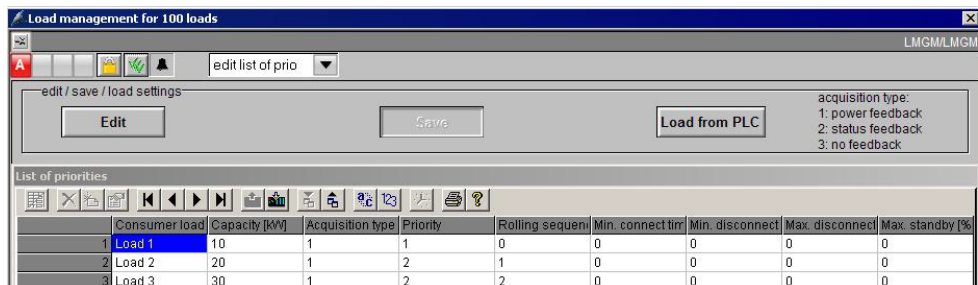 Load management for 100 loads
LMGM/LMGM
A
edit list of prio
edit / save / load settings
Edit
Save
Load from PLC
acquisition type:
1: power feedback
2: status feedback
3: no feedback
List of priorities
Consumer load Capacity [kW] Acquisition type Priority Rolling sequen Min. connect tim Min. disconnect Max. disconnect Max. standby [%
1 Load 1 10 1 1 0 0 0 0 0
2 Load 2 20 1 2 1 0 0 0 0
3 Load 3 30 1 2 2 0 0 0 0